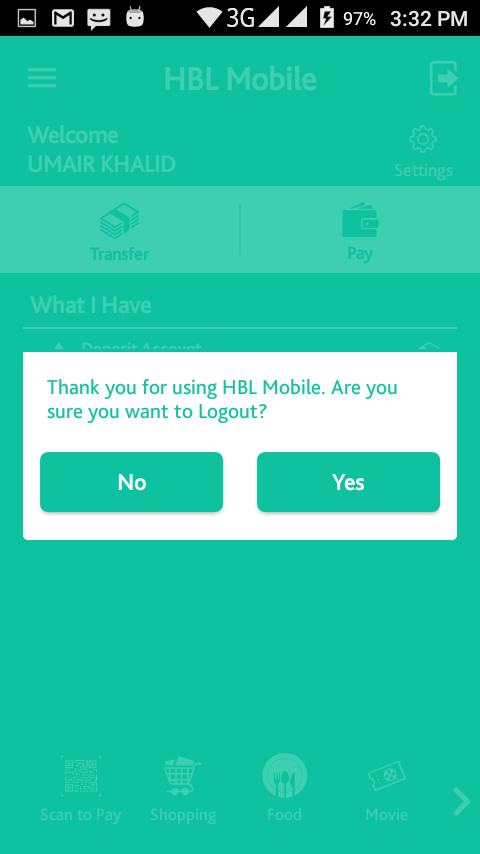 3G 97% 3:32 PM
HBL Mobile
Welcome
UMAIR KHALID
Settings
Transfer
Pay
What I Have
Deposit Account
Thank you for using HBL Mobile. Are you
sure you want to Logout?
No
Yes
Scan to Pay
Shopping
Food
Movie